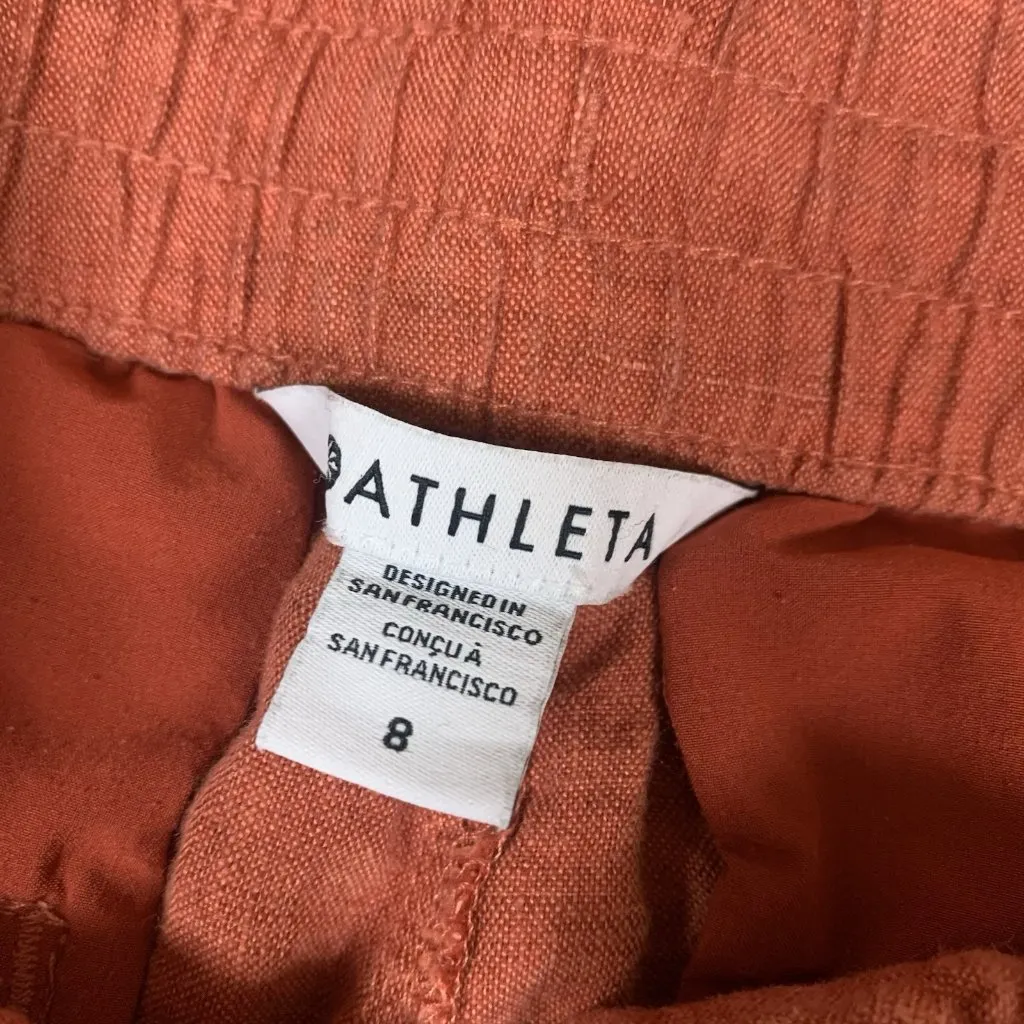 ATHLETA
DESIGNED IN
SAN FRANCISCO
CONÇU À
SAN FRANCISCO
8